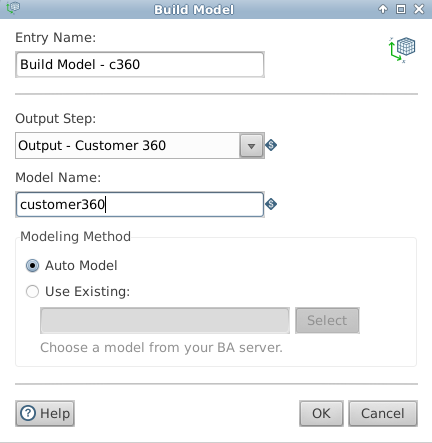 Build Model
Entry Name:
Build Model - c360
Output Step:
Output - Customer 360
Model Name:
customer360
Modeling Method
Auto Model
Use Existing:
Select
Choose a model from your BA server.
Help
OK
Cancel